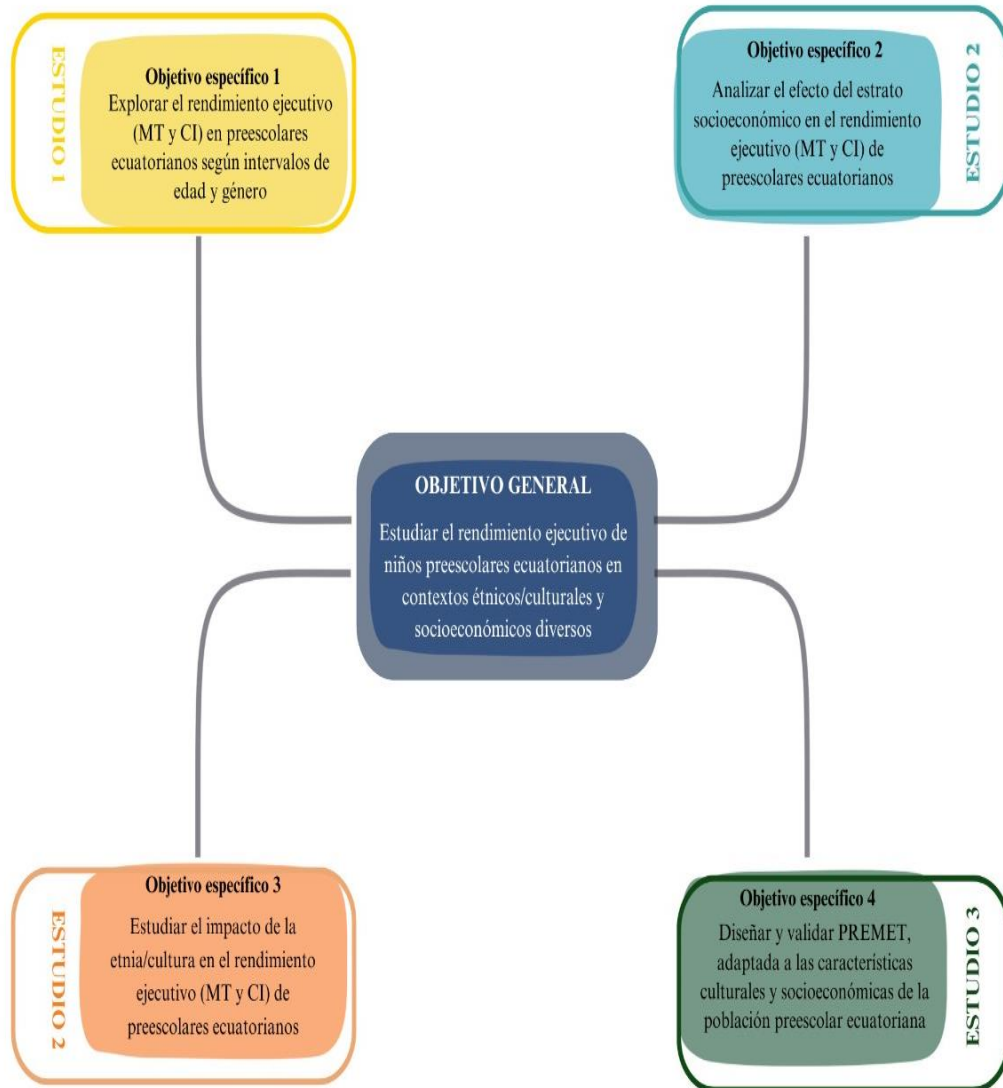 ESTUDIO 1
Objetivo específico 1
Explorar el rendimiento ejecutivo
(MT y CI) en preescolares
ecuatorianos según intervalos de
edad y género
Objetivo específico 2
Analizar el efecto del estrato
socioeconómico en el rendimiento
ejecutivo (MT y CI) de
preescolares ecuatorianos
ESTUDIO 2
OBJETIVO GENERAL
Estudiar el rendimiento ejecutivo de
niños preescolares ecuatorianos en
contextos étnicos/culturales y
socioeconómicos diversos
ESTUDIO 2
Objetivo específico 3
Estudiar el impacto de la
etnia/cultura en el rendimiento
ejecutivo (MT y CI) de
preescolares ecuatorianos
Objetivo específico 4
Diseñar y validar PREMET,
adaptada a las características
culturales y socioeconómicas de la
población preescolar ecuatoriana
ESTUDIO 3